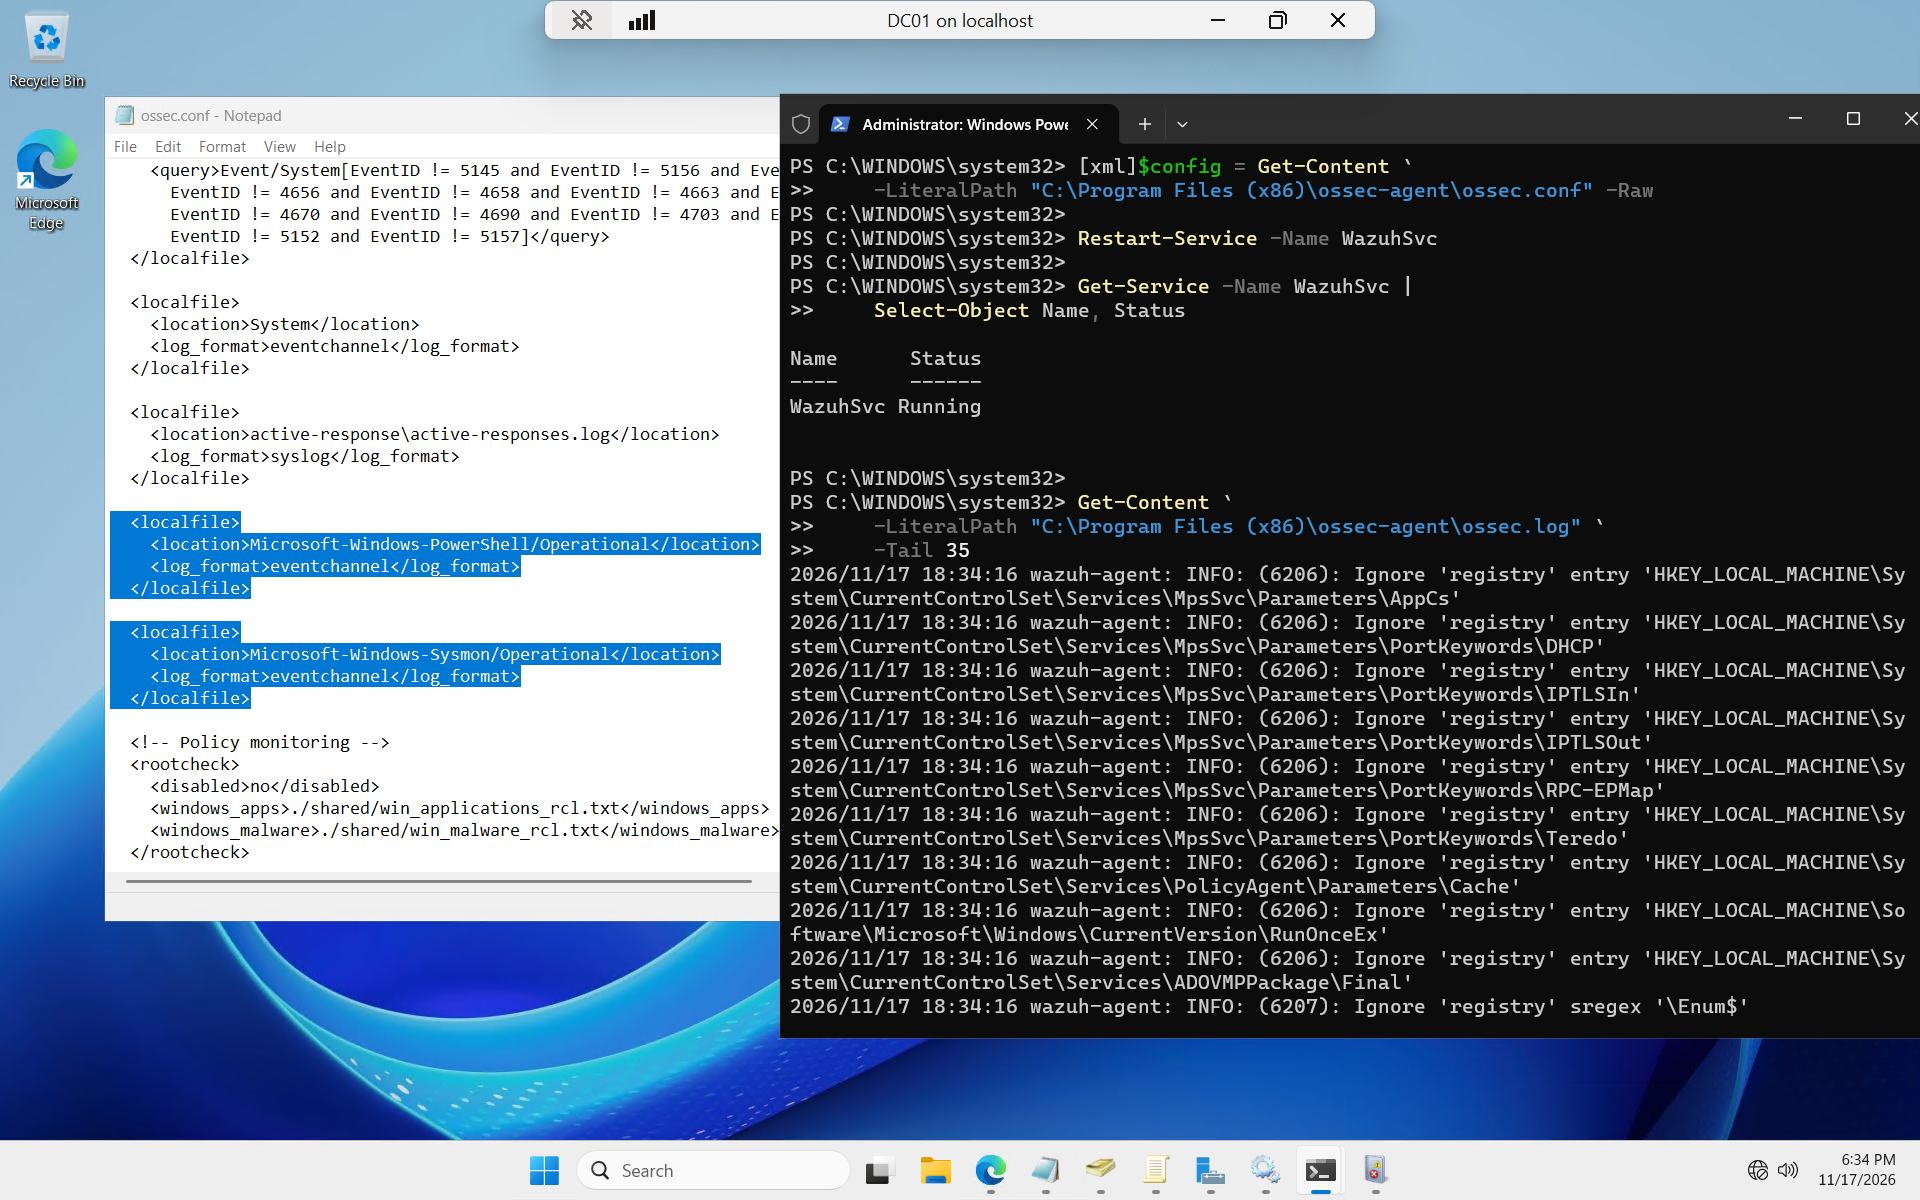 DC01 on localhost
Recycle Bin
Microsoft
Edge
ossec.conf - Notepad
File Edit Format View Help
<query>Event/System[EventID != 5145 and EventID != 5156 and Eve
EventID != 4656 and EventID != 4658 and EventID != 4663 and E
EventID != 4670 and EventID != 4690 and EventID != 4703 and E
EventID != 5152 and EventID != 5157]</query>
</localfile>
<localfile>
<location>System</location>
<log_format>eventchannel</log_format>
</localfile>
<localfile>
<location>active-response\active-responses.log</location>
<log_format>syslog</log_format>
</localfile>
<localfile>
<location>Microsoft-Windows-PowerShell/Operational</location>
<log_format>eventchannel</log_format>
</localfile>
<localfile>
<location>Microsoft-Windows-Sysmon/Operational</location>
<log_format>eventchannel</log_format>
</localfile>
<!-- Policy monitoring -->
<rootcheck>
<disabled>no</disabled>
<windows_apps>./shared/win_applications_rcl.txt</windows_apps>
<windows_malware>./shared/win_malware_rcl.txt</windows_malware>
</rootcheck>
Administrator: Windows Powe
PS C:\WINDOWS\system32> [xml]$config = Get-Content `
>> -LiteralPath "C:\Program Files (x86)\ossec-agent\ossec.conf" -Raw
PS C:\WINDOWS\system32>
PS C:\WINDOWS\system32> Restart-Service -Name WazuhSvc
PS C:\WINDOWS\system32>
PS C:\WINDOWS\system32> Get-Service -Name WazuhSvc |
>> Select-Object Name, Status
Name Status
---- ------
WazuhSvc Running
PS C:\WINDOWS\system32>
PS C:\WINDOWS\system32> Get-Content `
>> -LiteralPath "C:\Program Files (x86)\ossec-agent\ossec.log" `
>> -Tail 35
2026/11/17 18:34:16 wazuh-agent: INFO: (6206): Ignore 'registry' entry 'HKEY_LOCAL_MACHINE\Sy
stem\CurrentControlSet\Services\MpsSvc\Parameters\AppCs'
2026/11/17 18:34:16 wazuh-agent: INFO: (6206): Ignore 'registry' entry 'HKEY_LOCAL_MACHINE\Sy
stem\CurrentControlSet\Services\MpsSvc\Parameters\PortKeywords\DHCP'
2026/11/17 18:34:16 wazuh-agent: INFO: (6206): Ignore 'registry' entry 'HKEY_LOCAL_MACHINE\Sy
stem\CurrentControlSet\Services\MpsSvc\Parameters\PortKeywords\IPTLSIn'
2026/11/17 18:34:16 wazuh-agent: INFO: (6206): Ignore 'registry' entry 'HKEY_LOCAL_MACHINE\Sy
stem\CurrentControlSet\Services\MpsSvc\Parameters\PortKeywords\IPTLSOut'
2026/11/17 18:34:16 wazuh-agent: INFO: (6206): Ignore 'registry' entry 'HKEY_LOCAL_MACHINE\Sy
stem\CurrentControlSet\Services\MpsSvc\Parameters\PortKeywords\RPC-EPMap'
2026/11/17 18:34:16 wazuh-agent: INFO: (6206): Ignore 'registry' entry 'HKEY_LOCAL_MACHINE\Sy
stem\CurrentControlSet\Services\MpsSvc\Parameters\PortKeywords\Teredo'
2026/11/17 18:34:16 wazuh-agent: INFO: (6206): Ignore 'registry' entry 'HKEY_LOCAL_MACHINE\Sy
stem\CurrentControlSet\Services\PolicyAgent\Parameters\Cache'
2026/11/17 18:34:16 wazuh-agent: INFO: (6206): Ignore 'registry' entry 'HKEY_LOCAL_MACHINE\So
ftware\Microsoft\Windows\CurrentVersion\RunOnceEx'
2026/11/17 18:34:16 wazuh-agent: INFO: (6206): Ignore 'registry' entry 'HKEY_LOCAL_MACHINE\Sy
stem\CurrentControlSet\Services\ADOVMPPackage\Final'
2026/11/17 18:34:16 wazuh-agent: INFO: (6207): Ignore 'registry' sregex '\Enum$'
Search
6:34 PM
11/17/2026